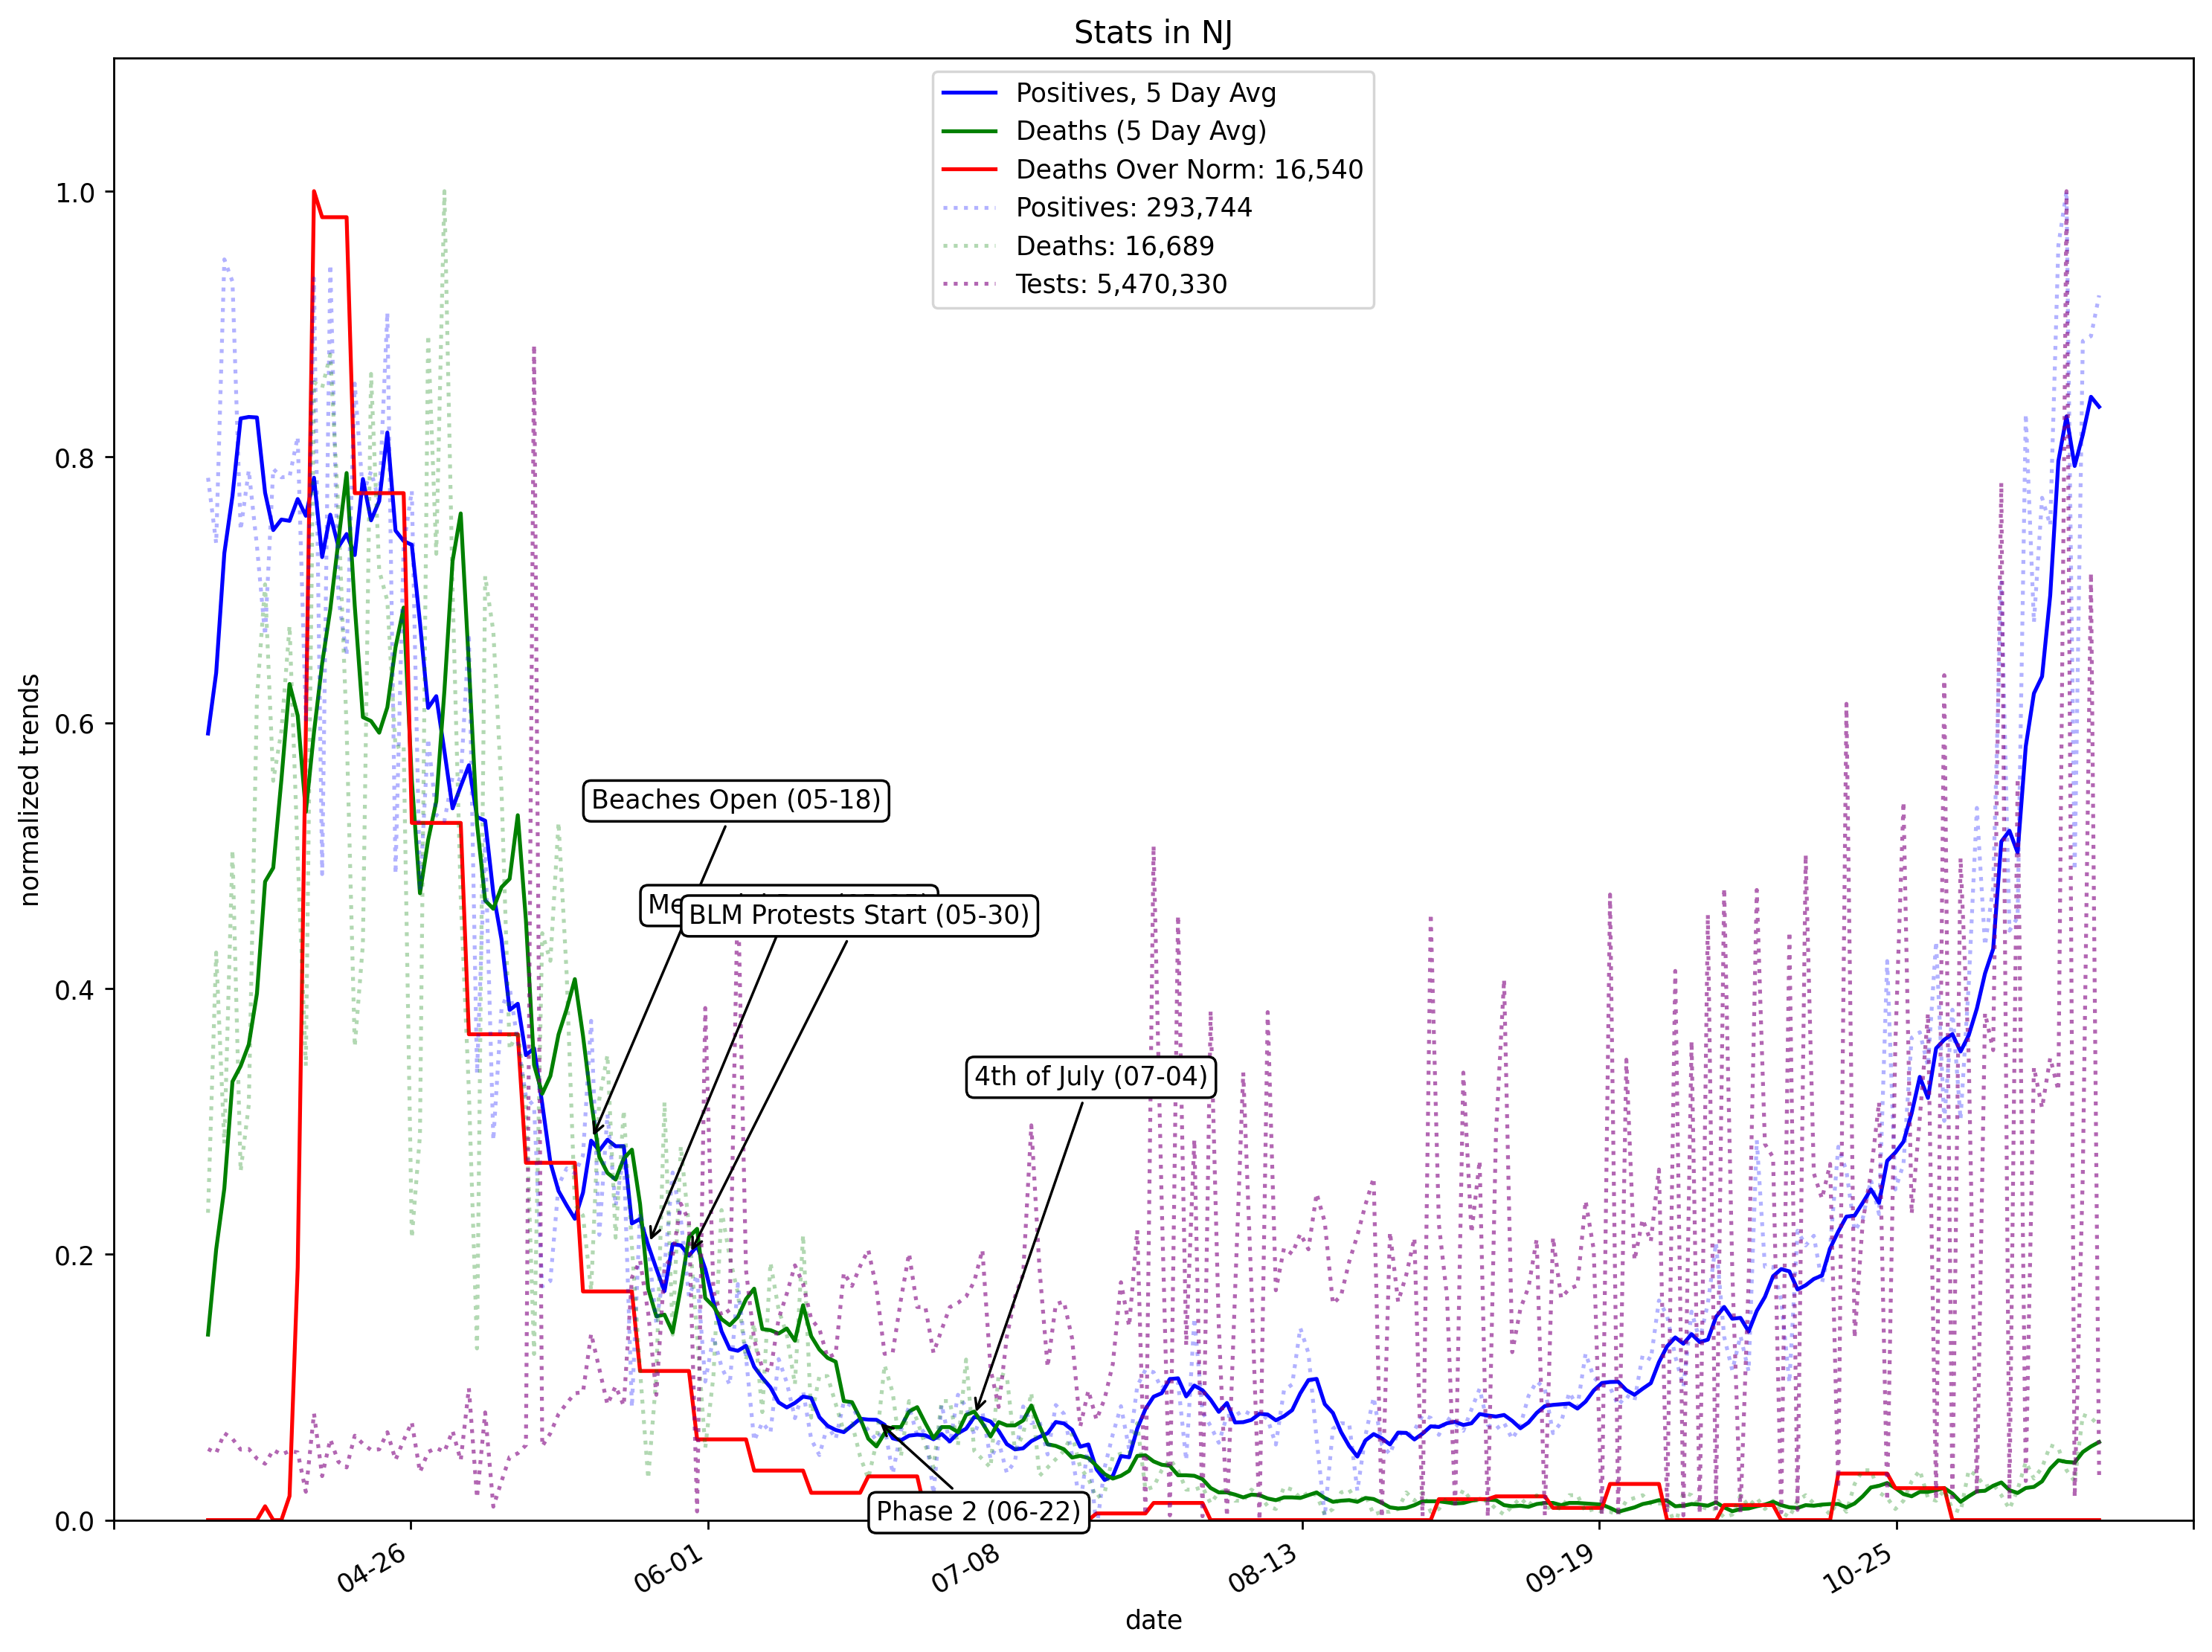 Stats in NJ
Positives, 5 Day Avg
Deaths (5 Day Avg)
Deaths Over Norm: 16,540
Positives: 293,744
Deaths: 16,689
Tests: 5,470,330
normalized trends
1.0
0.8
0.6
0.4
0.2
0.0
Beaches Open (05-18)
BLM Protests Start (05-30)
4th of July (07-04)
Phase 2 (06-22)
04-26
06-01
07-08
08-13
09-19
10-25
date